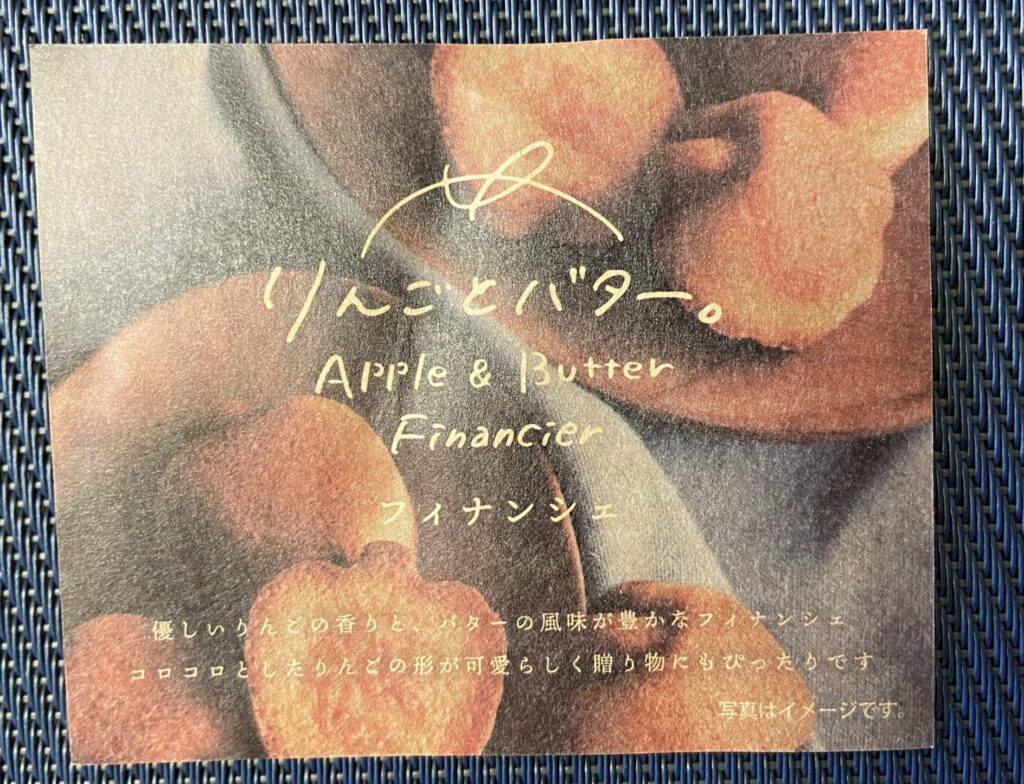 りんごとバター。
Apple & Butter
Financier
フィナンシェ
優しいりんごの香りと、バターの風味が豊かなフィナンシェ
コロコロとしたりんごの形が可愛らしく贈り物にもぴったりです
写真はイメージです。